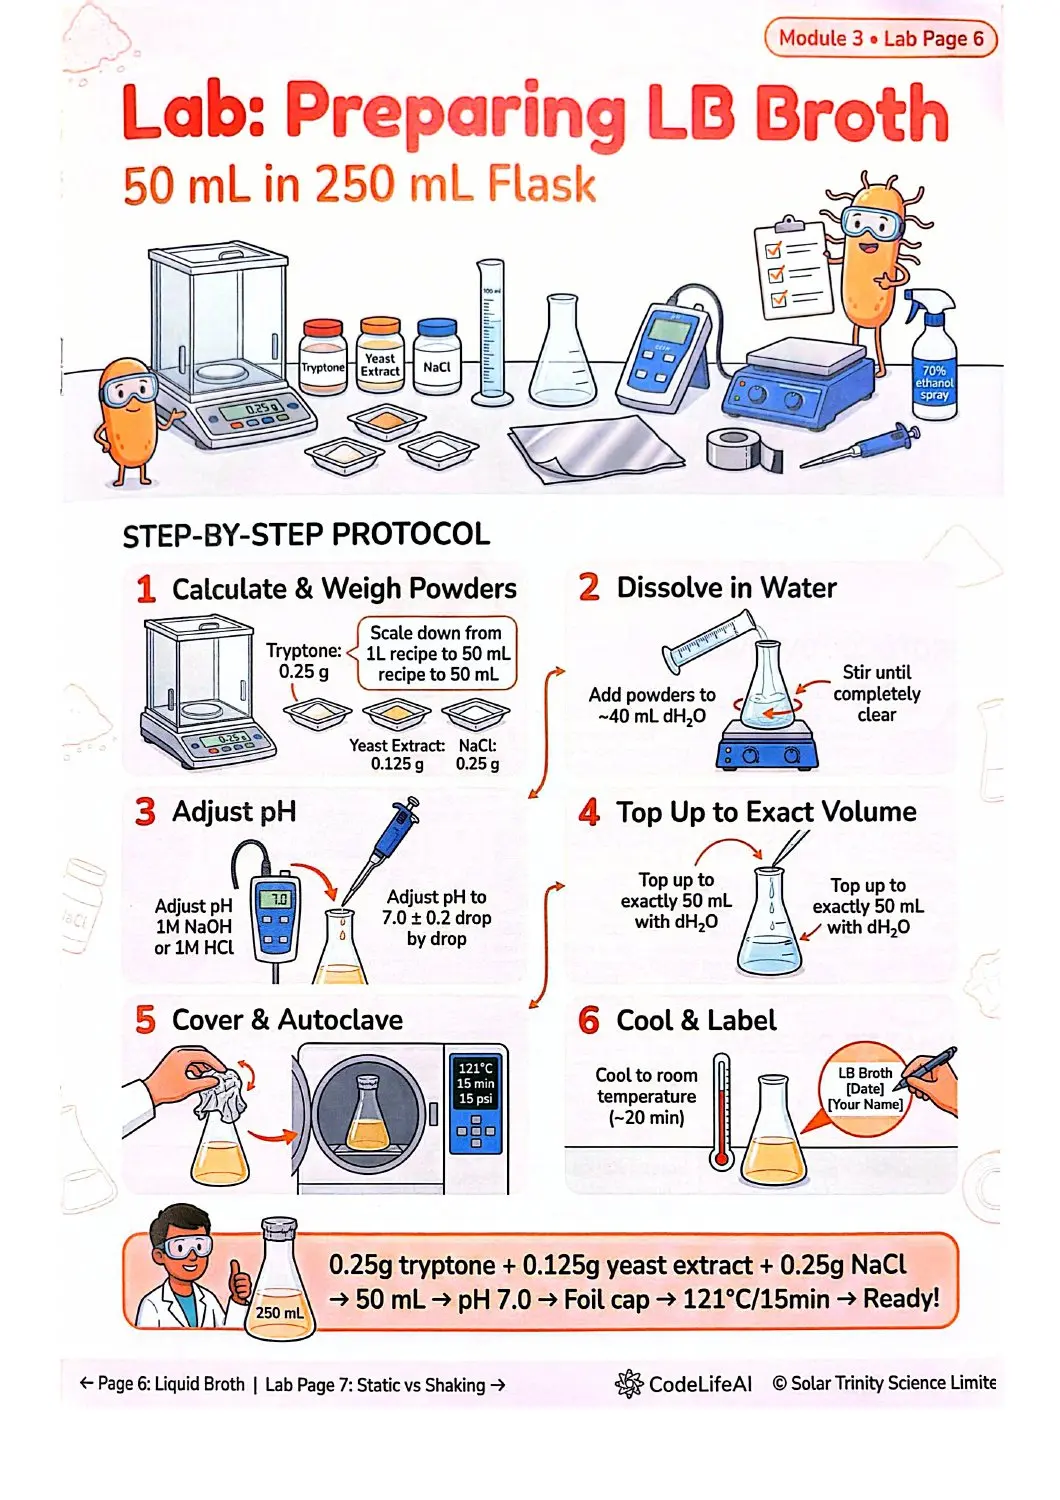 Module 3 • Lab Page 6
Lab: Preparing LB Broth
50 mL in 250 mL Flask
0.25 g
Tryptone
Yeast
Extract
NaCl
100 ml
pH
70%
ethanol
spray
STEP-BY-STEP PROTOCOL
1 Calculate & Weigh Powders
Tryptone:
0.25 g
Scale down from
1L recipe to 50 mL
recipe to 50 mL
Yeast Extract:
0.125 g
NaCl:
0.25 g
2 Dissolve in Water
Add powders to
~40 mL dH₂O
Stir until
completely
clear
3 Adjust pH
Adjust pH
1M NaOH
or 1M HCl
7.0
Adjust pH to
7.0 ± 0.2 drop
by drop
4 Top Up to Exact Volume
Top up to
exactly 50 mL
with dH₂O
Top up to
exactly 50 mL
with dH₂O
5 Cover & Autoclave
121°C
15 min
15 psi
6 Cool & Label
Cool to room
temperature
(~20 min)
LB Broth
[Date]
[Your Name]
250 mL
0.25g tryptone + 0.125g yeast extract + 0.25g NaCl
→ 50 mL → pH 7.0 → Foil cap → 121°C/15min → Ready!
← Page 6: Liquid Broth | Lab Page 7: Static vs Shaking →
CodeLifeAI © Solar Trinity Science Limite